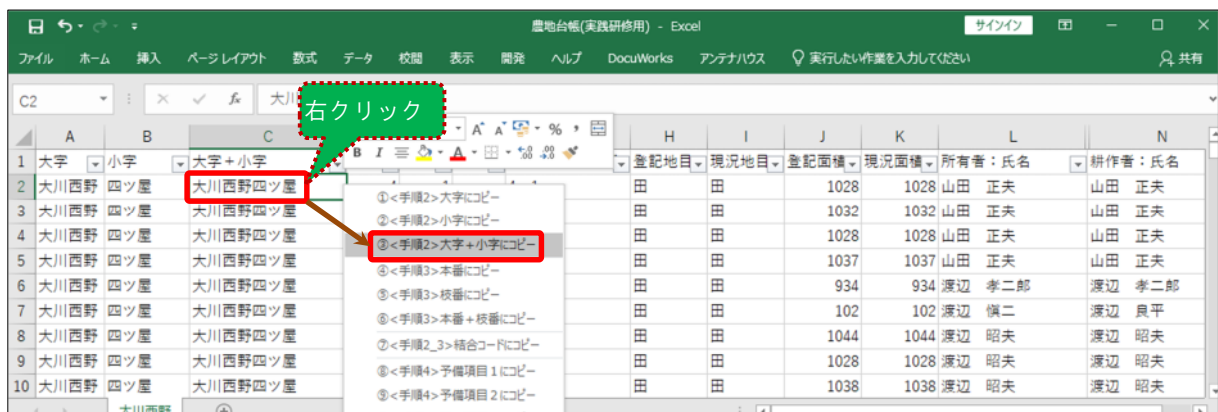 農地台帳(実践研修用) - Excel
サインイン
ファイル ホーム 挿入 ページ レイアウト 数式 データ 校閲 表示 開発 ヘルプ DocuWorks アンテナハウス 実行したい作業を入力してください 共有
C2 fx 大川
右クリック
A B C H I J K L N
1 大字 小字 大字+小字 登記地目 現況地目 登記面積 現況面積 所有者：氏名 耕作者：氏名
2 大川西野 四ツ屋 大川西野四ツ屋 田 田 1028 1028 山田 正夫 山田 正夫
3 大川西野 四ツ屋 大川西野四ツ屋 田 田 1032 1032 山田 正夫 山田 正夫
4 大川西野 四ツ屋 大川西野四ツ屋 田 田 1028 1028 山田 正夫 山田 正夫
5 大川西野 四ツ屋 大川西野四ツ屋 田 田 1037 1037 山田 正夫 山田 正夫
6 大川西野 四ツ屋 大川西野四ツ屋 田 田 934 934 渡辺 孝二郎 渡辺 孝二郎
7 大川西野 四ツ屋 大川西野四ツ屋 田 田 102 102 渡辺 愼二 渡辺 良平
8 大川西野 四ツ屋 大川西野四ツ屋 田 田 1044 1044 渡辺 昭夫 渡辺 昭夫
9 大川西野 四ツ屋 大川西野四ツ屋 田 田 1028 1028 渡辺 昭夫 渡辺 昭夫
10 大川西野 四ツ屋 大川西野四ツ屋 田 田 1038 1038 渡辺 昭夫 渡辺 昭夫
①<手順2>大字にコピー
②<手順2>小字にコピー
③<手順2>大字+小字にコピー
④<手順3>本番にコピー
⑤<手順3>枝番にコピー
⑥<手順3>本番+枝番にコピー
⑦<手順2_3>結合コードにコピー
⑧<手順4>予備項目1にコピー
⑨<手順4>予備項目2にコピー
大川西野